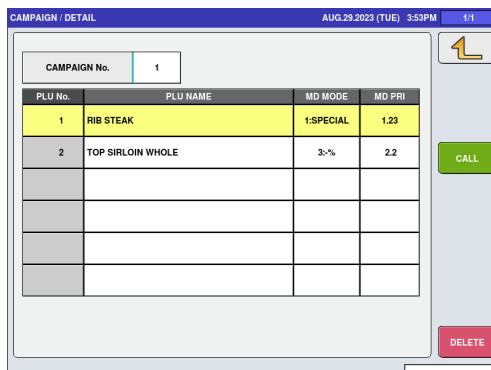 CAMPAIGN / DETAIL AUG.29.2023 (TUE) 3:53PM 1/1
CAMPAIGN No. 1
PLU No. PLU NAME MD MODE MD PRI
1 RIB STEAK 1:SPECIAL 1.23
2 TOP SIRLOIN WHOLE 3:-% 2.2
CALL
DELETE